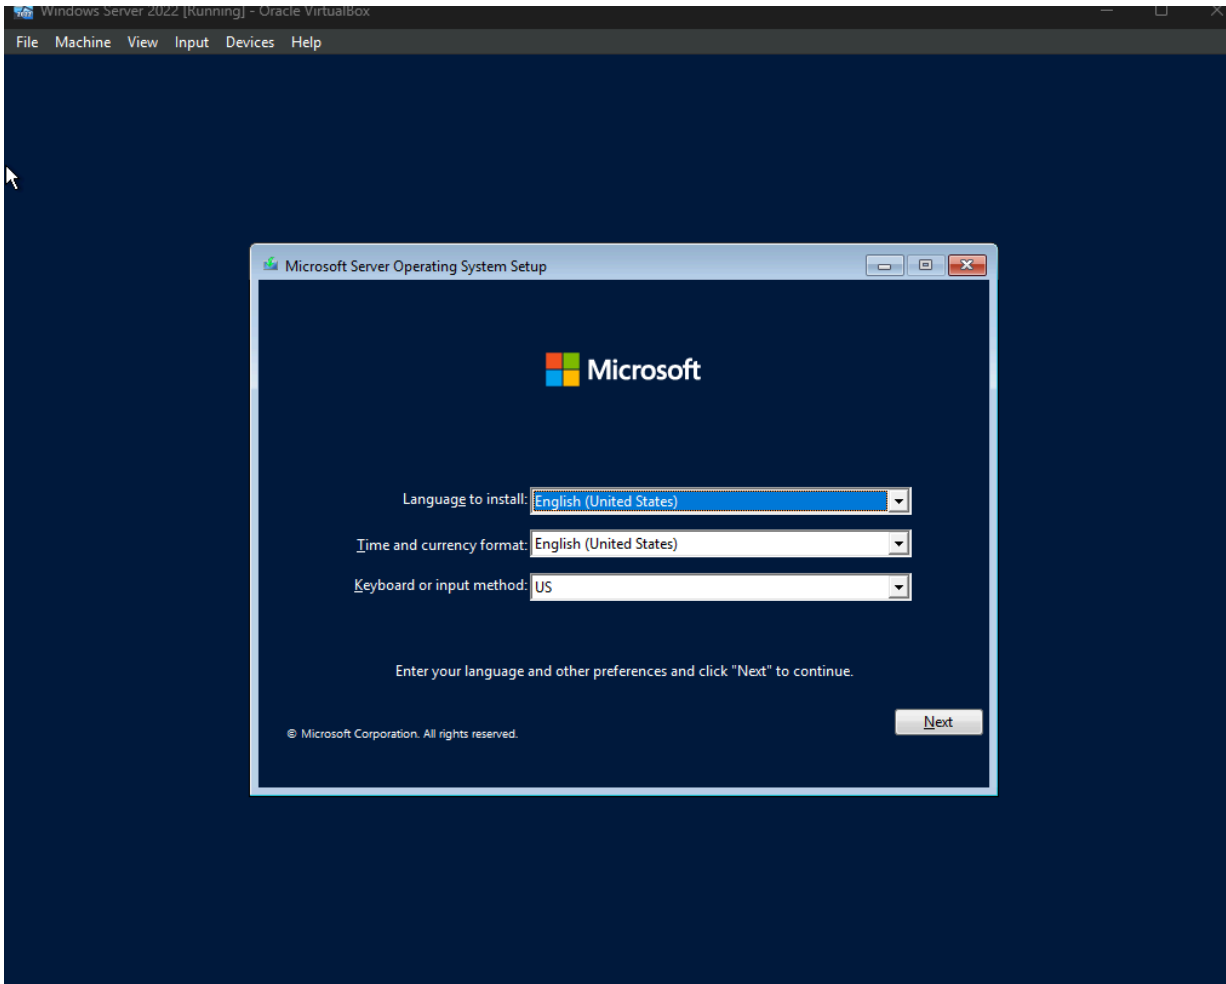 Windows Server 2022 [Running] - Oracle VirtualBox
File Machine View Input Devices Help
Microsoft Server Operating System Setup
Microsoft
Language to install: English (United States)
Time and currency format: English (United States)
Keyboard or input method: US
Enter your language and other preferences and click "Next" to continue.
Next
© Microsoft Corporation. All rights reserved.